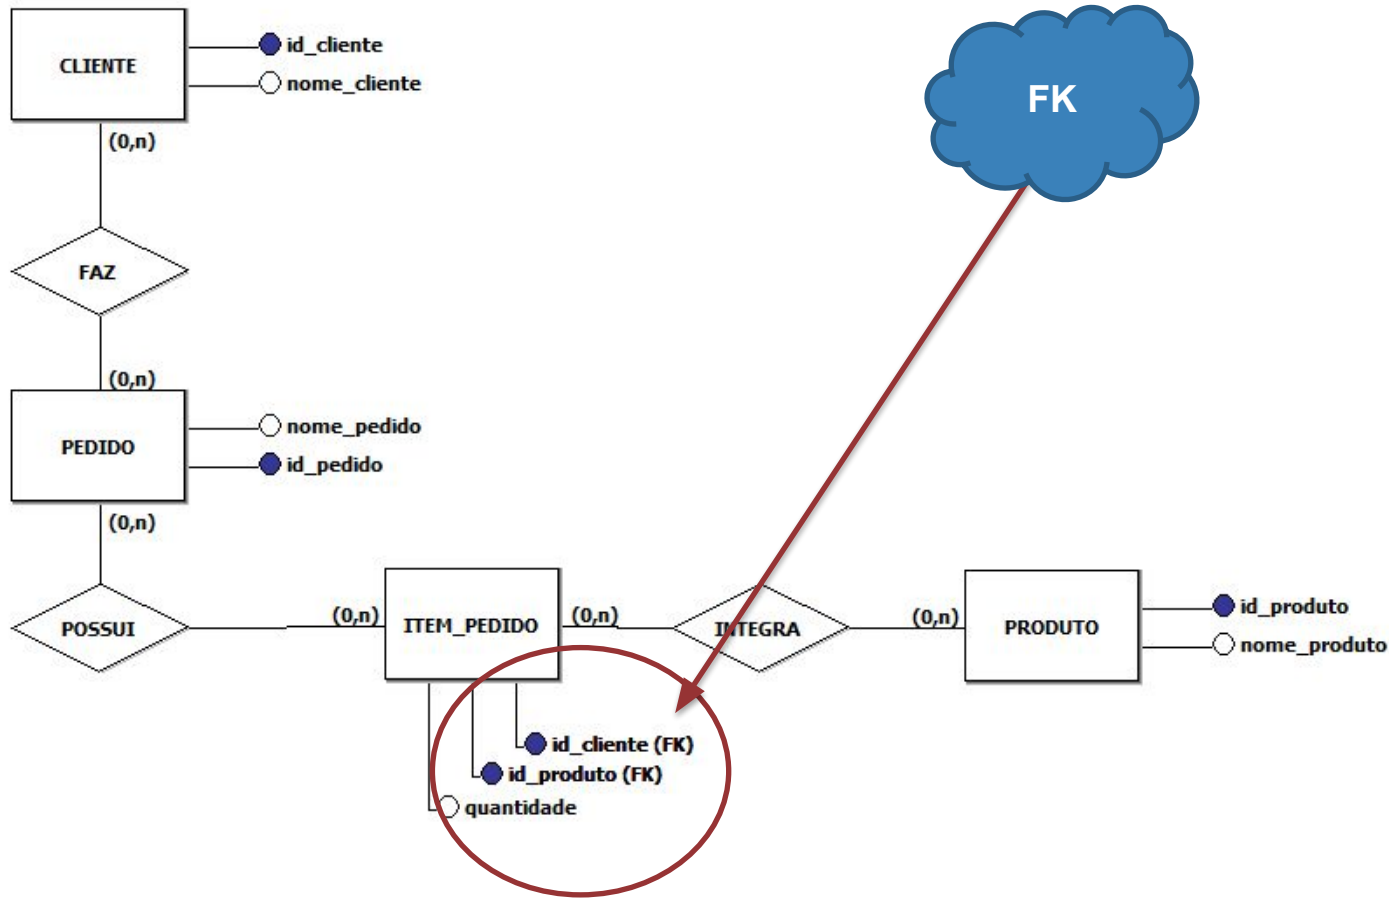 CLIENTE
id_cliente
nome_cliente
FK
(0,n)
FAZ
(0,n)
PEDIDO
nome_pedido
id_pedido
(0,n)
POSSUI
(0,n)
ITEM_PEDIDO
(0,n)
INTEGRA
(0,n)
PRODUTO
id_produto
nome_produto
id_cliente (FK)
id_produto (FK)
quantidade